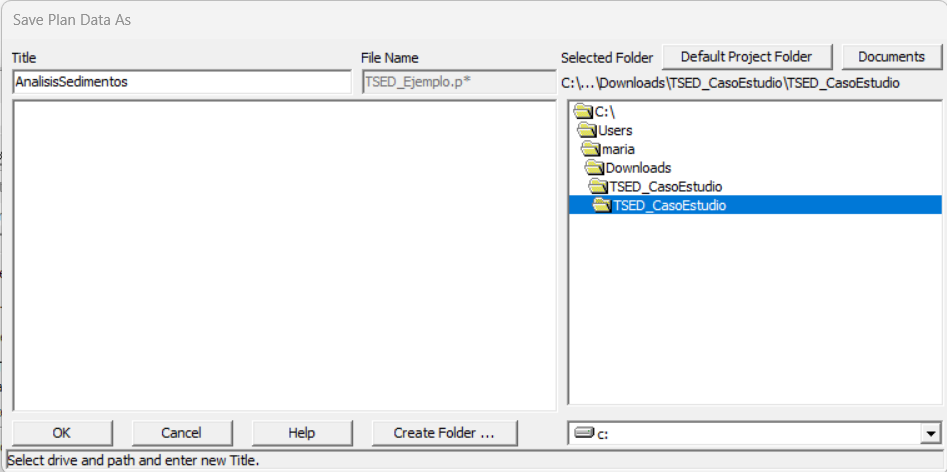 Save Plan Data As
Title
File Name
Selected Folder
Default Project Folder
Documents
AnalisisSedimentos
TSED_Ejemplo.p*
C:\...\Downloads\TSED_CasoEstudio\TSED_CasoEstudio
C:\
Users
maria
Downloads
TSED_CasoEstudio
TSED_CasoEstudio
OK
Cancel
Help
Create Folder ...
c:
Select drive and path and enter new Title.